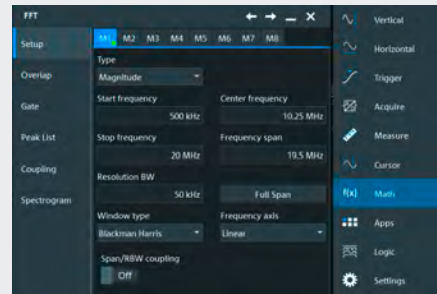 FFT
Setup
Overlap
Gate
Peak List
Coupling
Spectrogram
M1 M2 M3 M4 M5 M6 M7 M8
Type
Magnitude
Start frequency
500 kHz
Center frequency
10.25 MHz
Stop frequency
20 MHz
Frequency span
19.5 MHz
Resolution BW
50 kHz
Full Span
Window type
Blackman Harris
Frequency axis
Linear
Span/RBW coupling
Off
Vertical
Horizontal
Trigger
Acquire
Measure
Cursor
f(x) Math
Apps
Logic
Settings